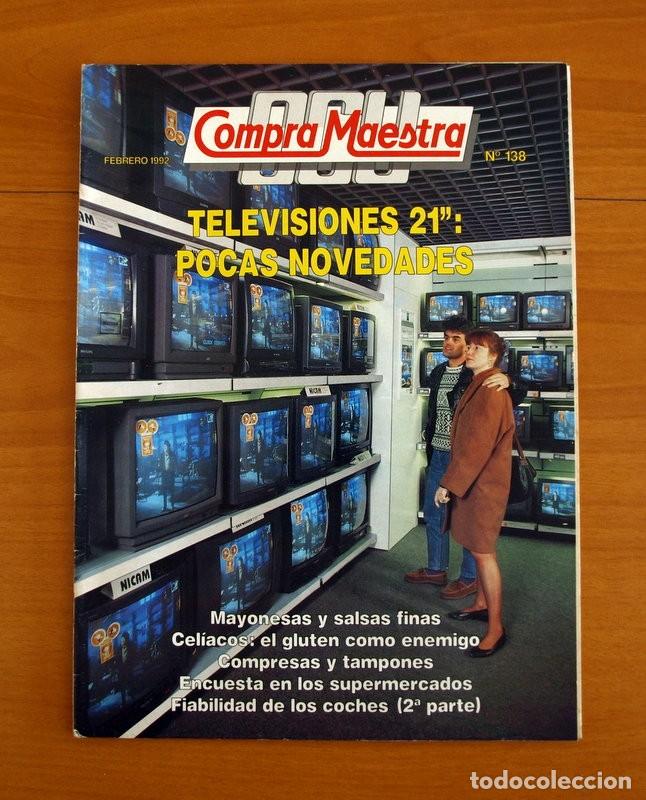 OCU
Compra Maestra
FEBRERO 1992
Nº 138
TELEVISIONES 21":
POCAS NOVEDADES
NICAM
NICAM
Mayonesas y salsas finas
Celíacos: el gluten como enemigo
Compresas y tampones
Encuesta en los supermercados
Fiabilidad de los coches (2ª parte)
todocoleccion